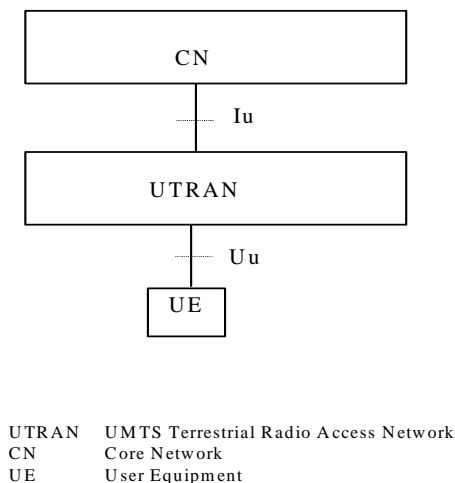 CN
Iu
UTRAN
Uu
UE
UTRAN UMTS Terrestrial Radio Access Network
CN Core Network
UE User Equipment